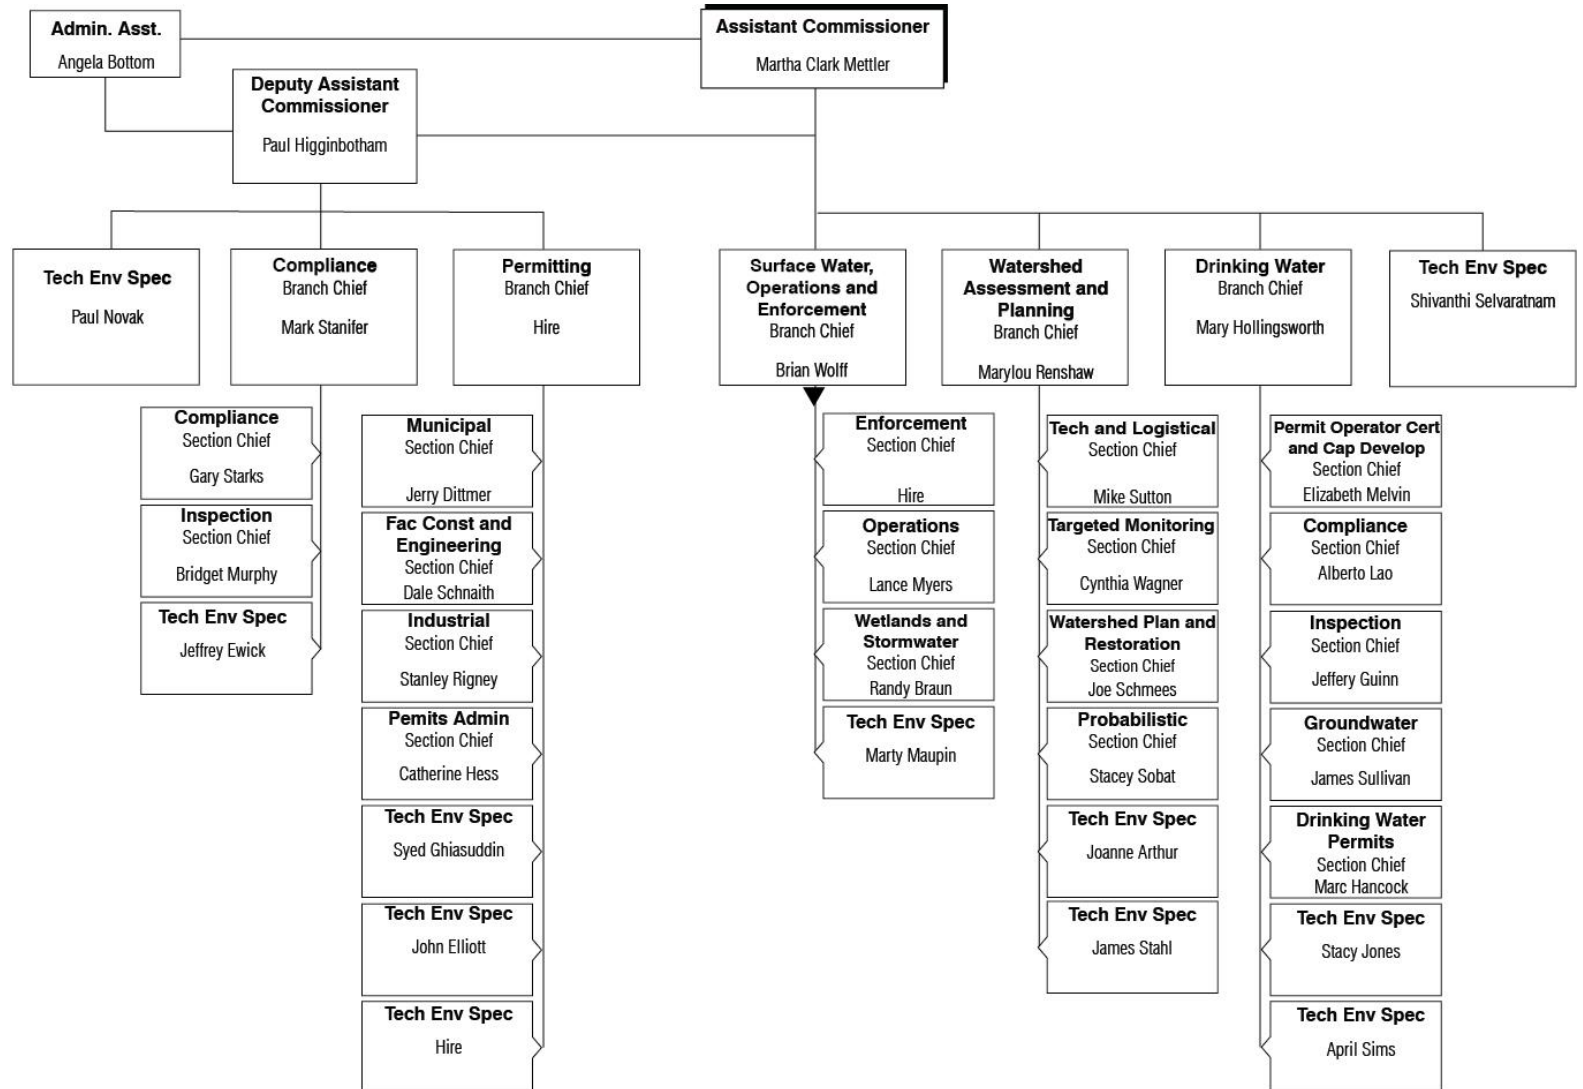 Admin. Asst.
Angela Bottom
Assistant Commissioner
Martha Clark Mettler
Deputy Assistant
Commissioner
Paul Higginbotham
Tech Env Spec
Paul Novak
Compliance
Branch Chief
Mark Stanifer
Permitting
Branch Chief
Hire
Surface Water,
Operations and
Enforcement
Branch Chief
Brian Wolff
Watershed
Assessment and
Planning
Branch Chief
Marylou Renshaw
Drinking Water
Branch Chief
Mary Hollingsworth
Tech Env Spec
Shivanthi Selvaratnam
Compliance
Section Chief
Gary Starks
Inspection
Section Chief
Bridget Murphy
Tech Env Spec
Jeffrey Ewick
Municipal
Section Chief
Jerry Dittmer
Fac Const and
Engineering
Section Chief
Dale Schnaith
Industrial
Section Chief
Stanley Rigney
Pemits Admin
Section Chief
Catherine Hess
Tech Env Spec
Syed Ghiasuddin
Tech Env Spec
John Elliott
Tech Env Spec
Hire
Enforcement
Section Chief
Hire
Operations
Section Chief
Lance Myers
Wetlands and
Stormwater
Section Chief
Randy Braun
Tech Env Spec
Marty Maupin
Tech and Logistical
Section Chief
Mike Sutton
Targeted Monitoring
Section Chief
Cynthia Wagner
Watershed Plan and
Restoration
Section Chief
Joe Schmees
Probabilistic
Section Chief
Stacey Sobat
Tech Env Spec
Joanne Arthur
Tech Env Spec
James Stahl
Permit Operator Cert
and Cap Develop
Section Chief
Elizabeth Melvin
Compliance
Section Chief
Alberto Lao
Inspection
Section Chief
Jeffery Guinn
Groundwater
Section Chief
James Sullivan
Drinking Water
Permits
Section Chief
Marc Hancock
Tech Env Spec
Stacy Jones
Tech Env Spec
April Sims